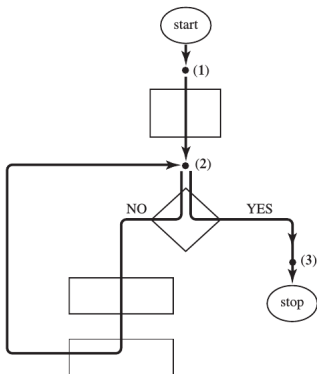 start
(1)
(2)
NO
YES
(3)
stop